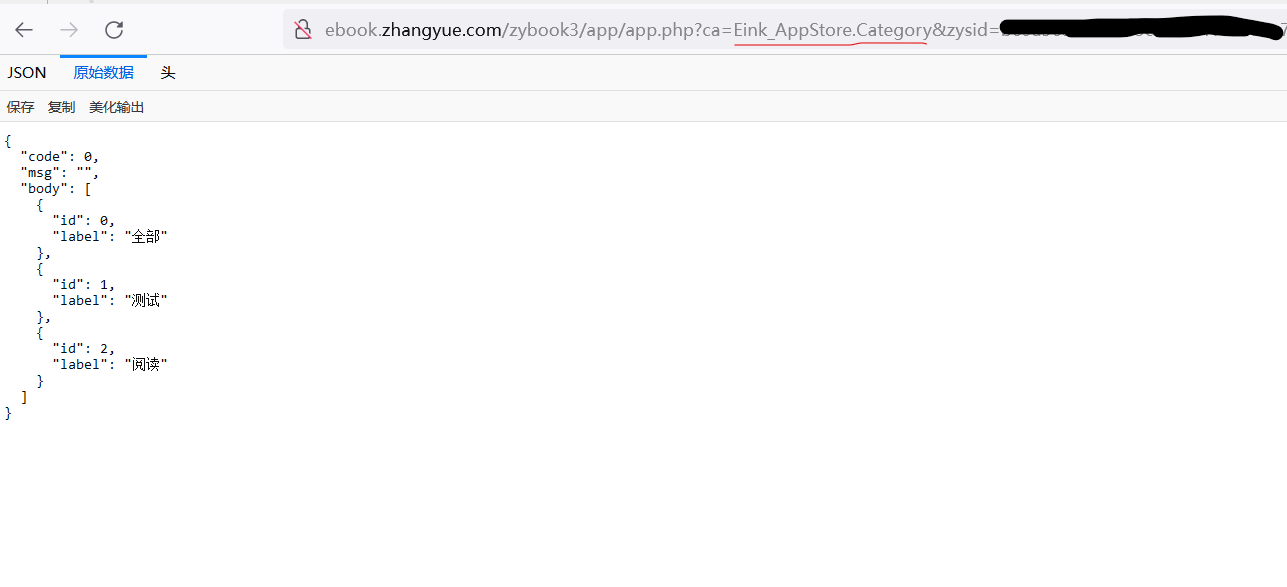 ebook.zhangyue.com/zybook3/app/app.php?ca=Eink_AppStore.Category&zysid=
JSON 原始数据 头
保存 复制 美化输出
{
"code": 0,
"msg": "",
"body": [
{
"id": 0,
"label": "全部"
},
{
"id": 1,
"label": "测试"
},
{
"id": 2,
"label": "阅读"
}
]
}